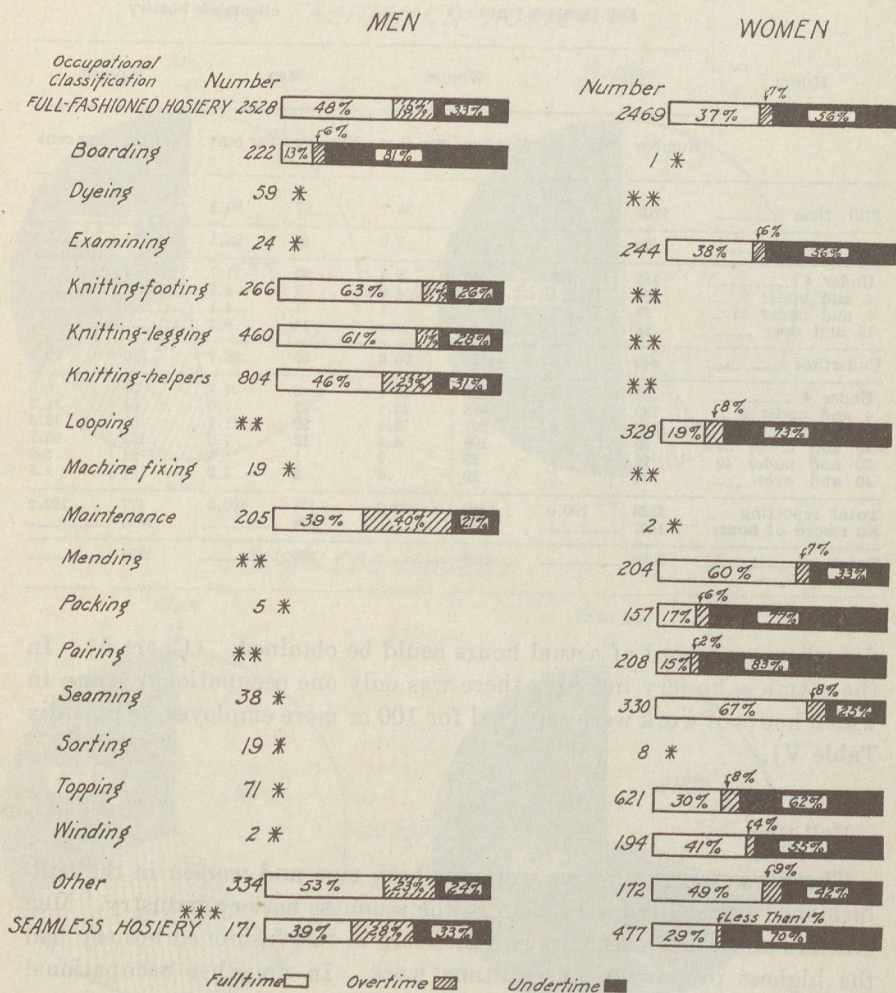 MEN WOMEN
Occupational
Classification Number Number
FULL-FASHIONED HOSIERY 2528 48% 19% 33% 2469 37% 7% 56%
Boarding 222 13% 6% 81% 1 *
Dyeing 59 * **
Examining 24 * 244 38% 6% 56%
Knitting-footing 266 63% 11% 26% **
Knitting-legging 460 61% 11% 28% **
Knitting-helpers 804 46% 23% 31% **
Looping ** 328 19% 8% 73%
Machine fixing 19 * **
Maintenance 205 39% 40% 21% 2 *
Mending ** 204 60% 7% 33%
Packing 5 * 157 17% 6% 77%
Pairing ** 208 15% 2% 83%
Seaming 38 * 330 67% 8% 25%
Sorting 19 * 8 *
Topping 71 * 621 30% 8% 62%
Winding 2 * 194 41% 4% 55%
Other 334 53% 23% 24% 172 49% 9% 42%
SEAMLESS HOSIERY *** 171 39% 28% 33% 477 29% Less Than 1% 70%
Fulltime Overtime Undertime